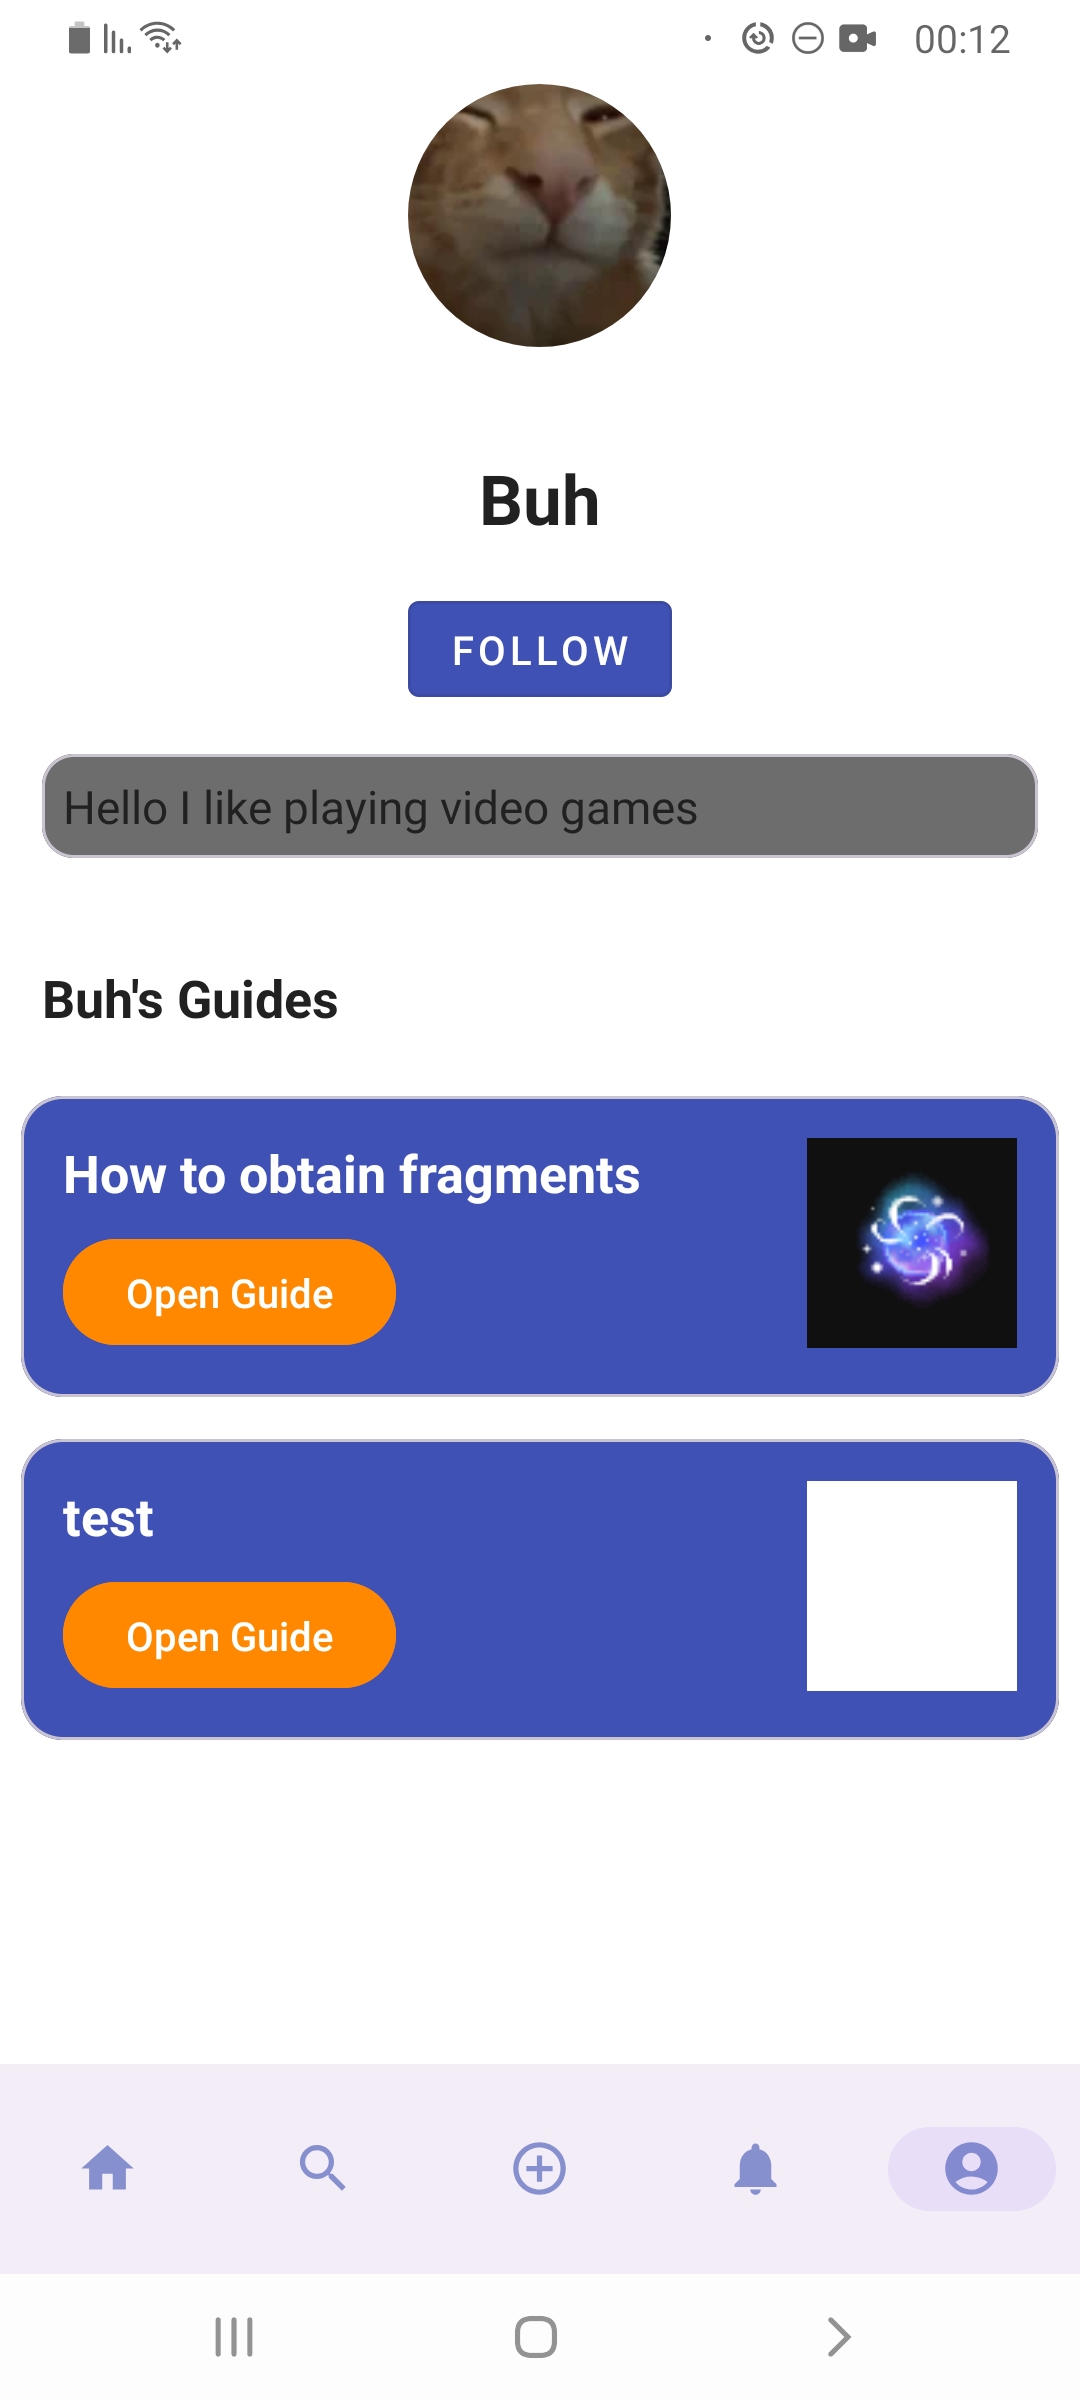 00:12
Buh
FOLLOW
Hello I like playing video games
Buh's Guides
How to obtain fragments
Open Guide
test
Open Guide